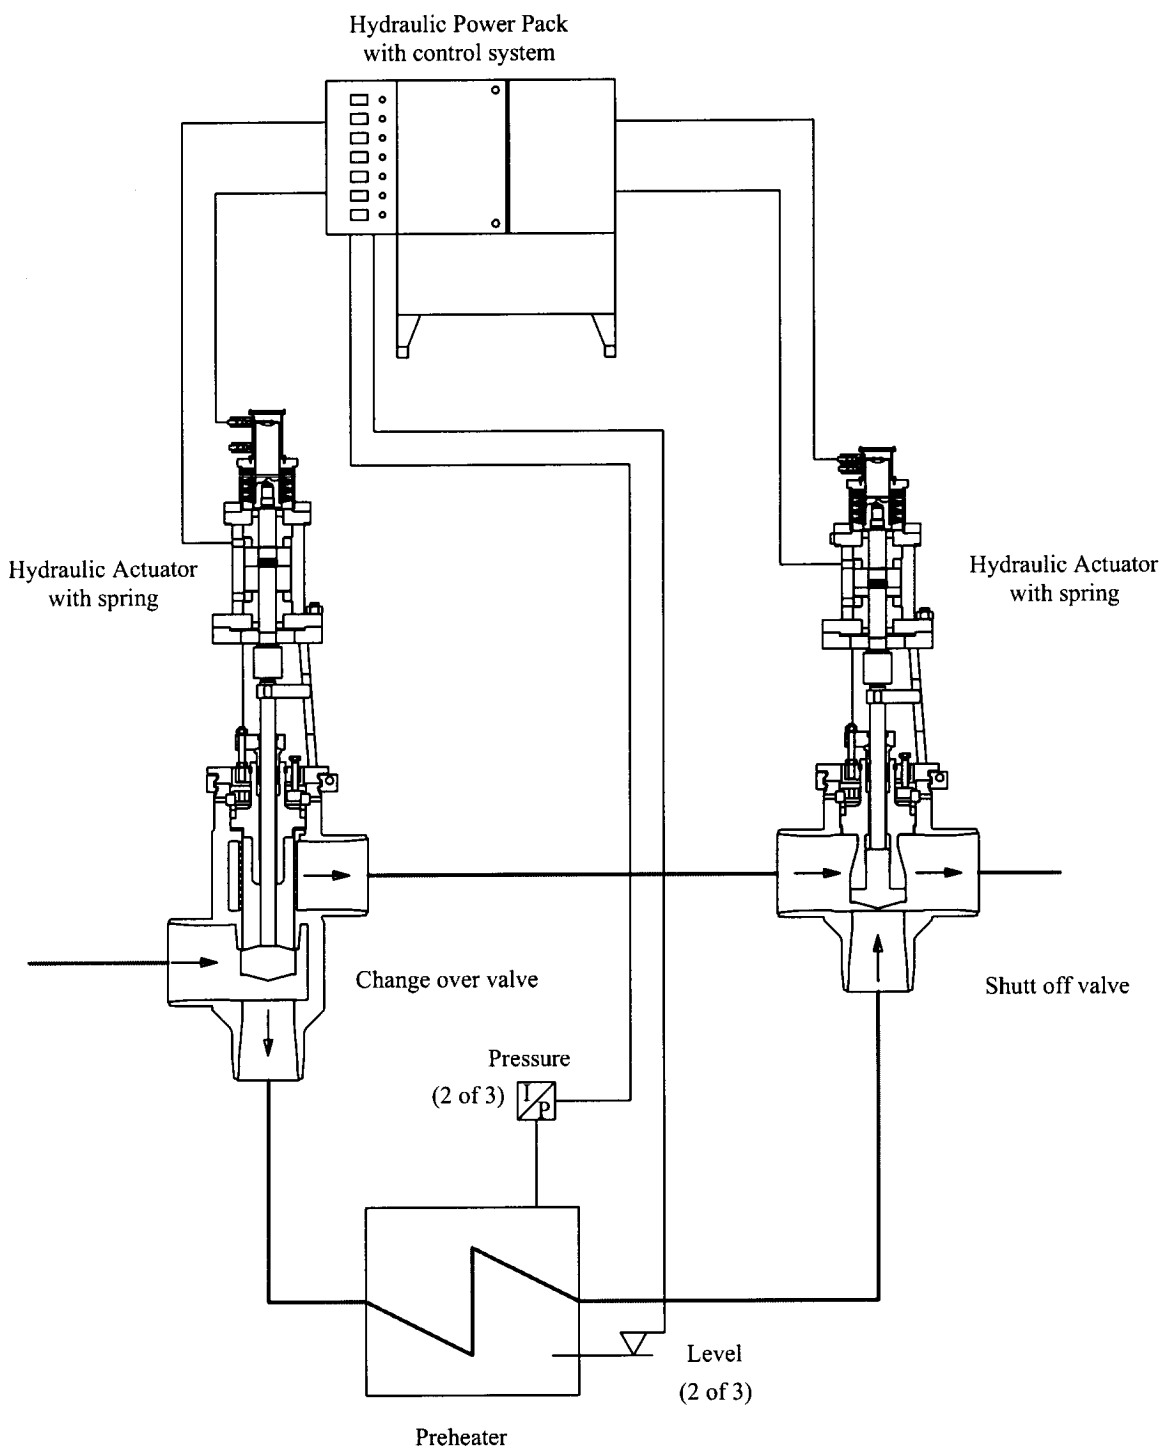 Hydraulic Power Pack
with control system
Hydraulic Actuator
with spring
Hydraulic Actuator
with spring
Change over valve
Shutt off valve
Pressure
(2 of 3)
I
P
Level
(2 of 3)
Preheater